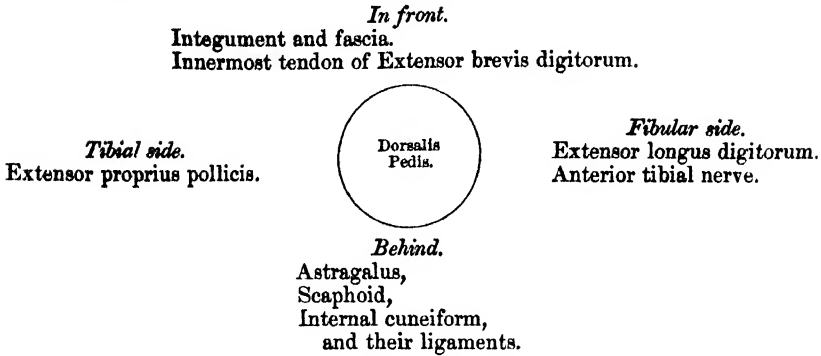 In front.
Integument and fascia.
Innermost tendon of Extensor brevis digitorum.
Tibial side.
Extensor proprius pollicis.
Dorsalis
Pedis.
Fibular side.
Extensor longus digitorum.
Anterior tibial nerve.
Behind.
Astragalus,
Scaphoid,
Internal cuneiform,
and their ligaments.